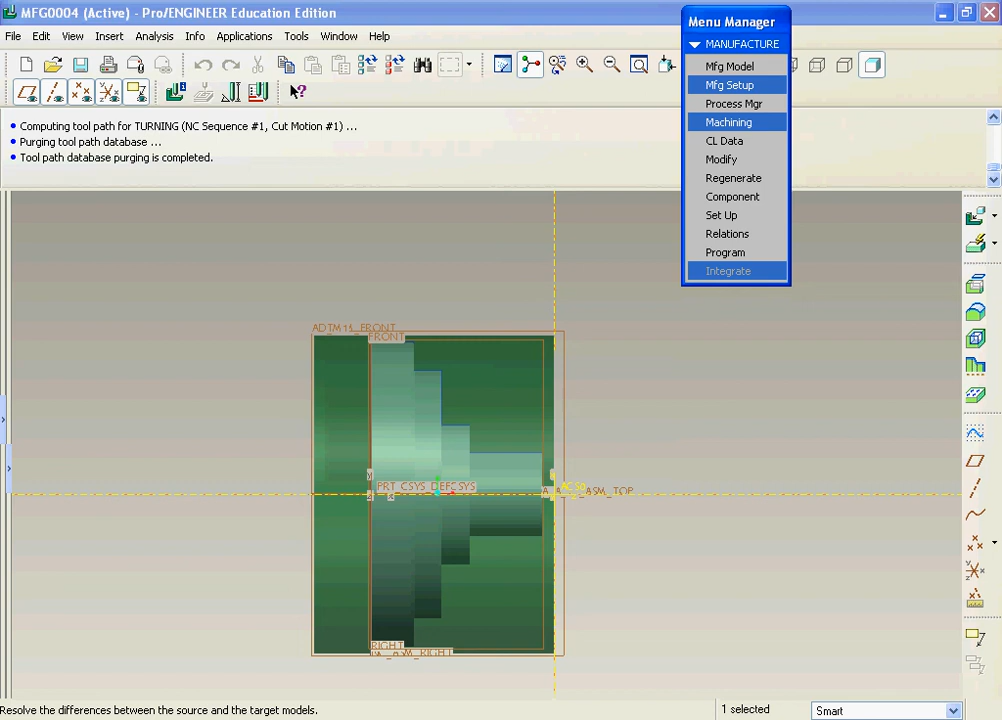 MFG0004 (Active) - Pro/ENGINEER Education Edition
File Edit View Insert Analysis Info Applications Tools Window Help
Menu Manager
MANUFACTURE
Mfg Model
Mfg Setup
Process Mgr
Machining
CL Data
Modify
Regenerate
Component
Set Up
Relations
Program
Integrate
• Computing tool path for TURNING (NC Sequence #1, Cut Motion #1) ...
• Purging tool path database ...
• Tool path database purging is completed.
FRONT
PRT_CSYS_DEF
CSYS
ASM_TOP
RIGHT
ASM_RIGHT
Resolve the differences between the source and the target models.
1 selected
Smart